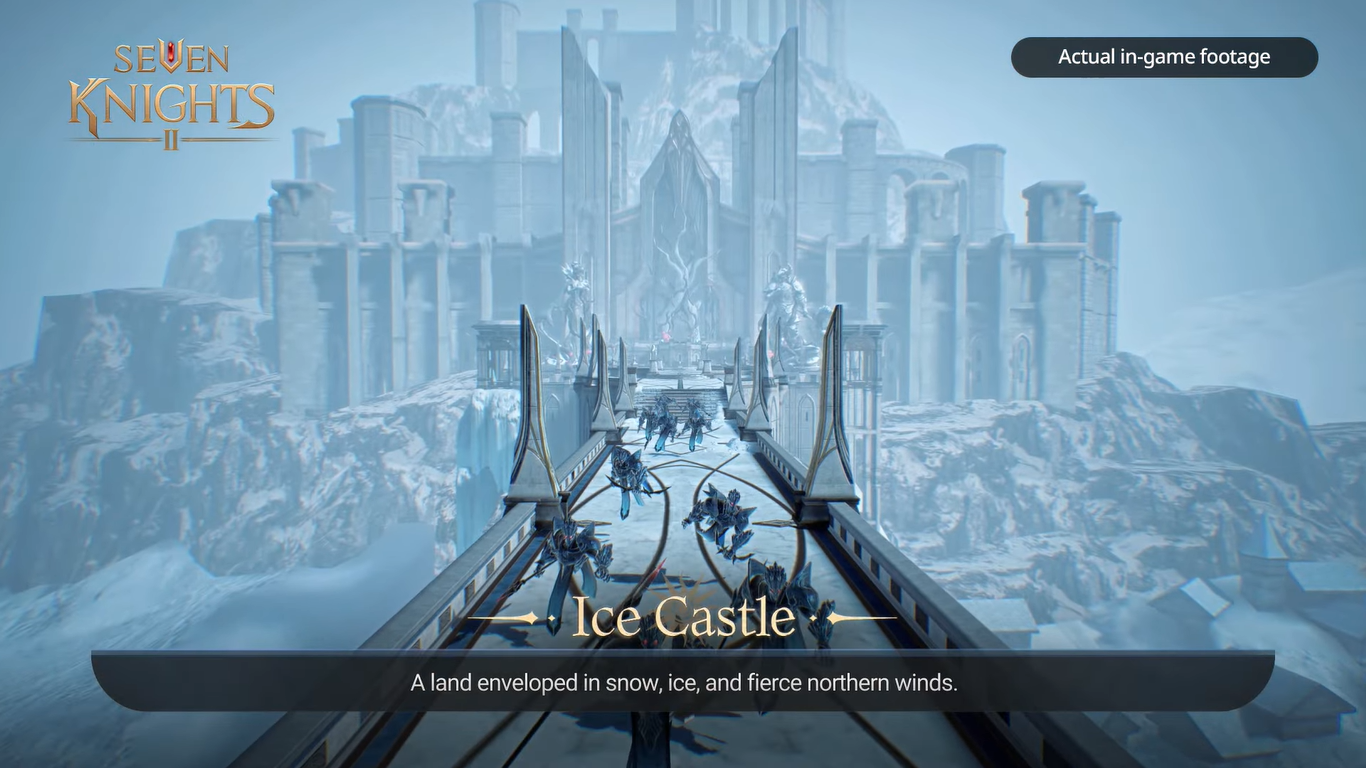 SEVEN
KNIGHTS
II
Actual in-game footage
Ice Castle
A land enveloped in snow, ice, and fierce northern winds.